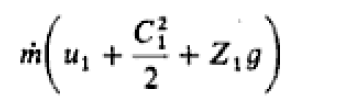 ṁ(u₁ + C₁²/2 + Z₁g)